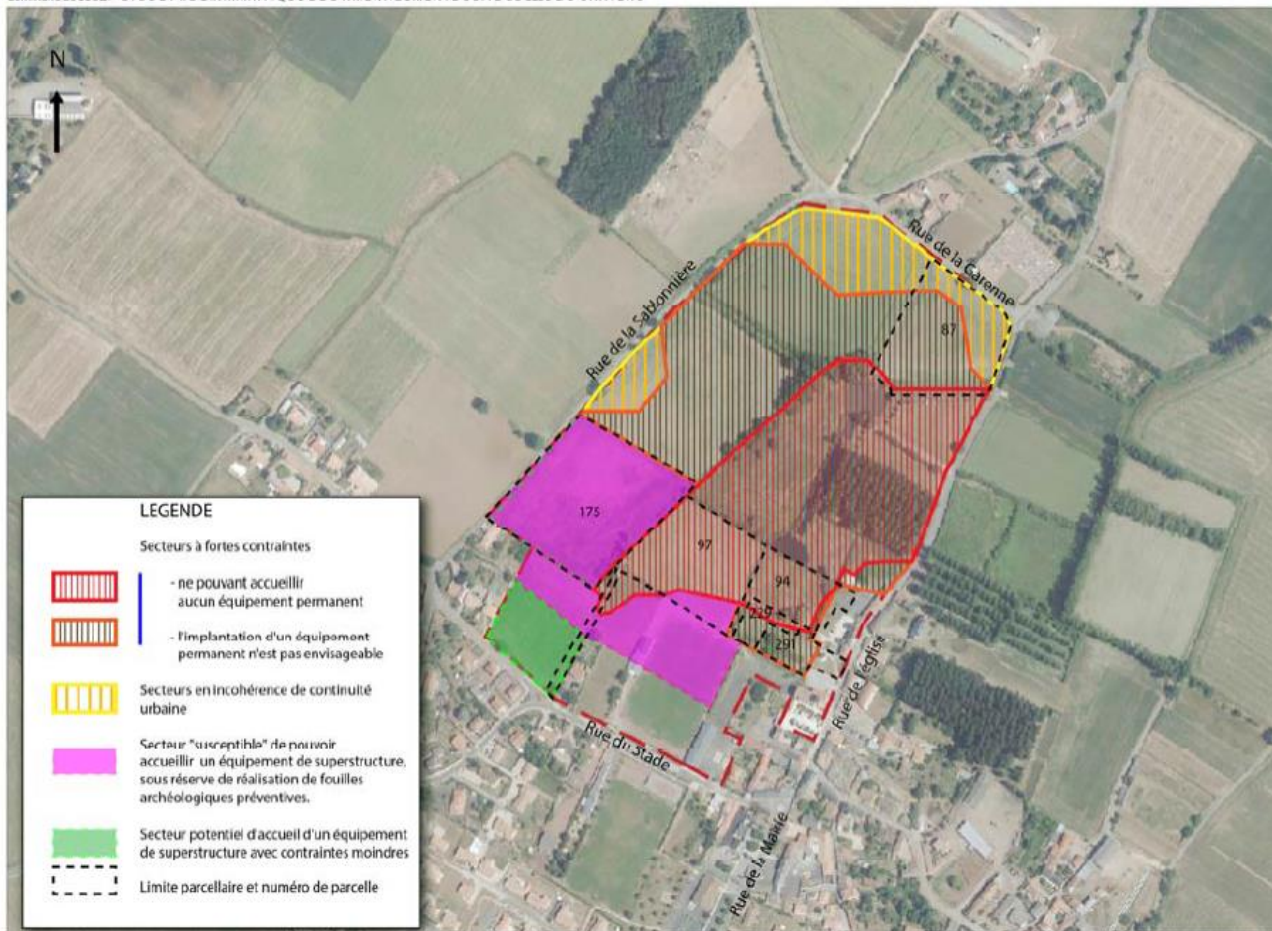 N
Rue de la Garenne
Rue de la Sablonnière
87
175
97
94
229
291
Rue de l'église
Rue du Stade
Rue de la Mairie
LEGENDE
Secteurs à fortes contraintes
- ne pouvant accueillir
aucun équipement permanent
- l'implantation d'un équipement
permanent n'est pas envisageable
Secteurs en incohérence de continuité
urbaine
Secteur "susceptible" de pouvoir
accueillir un équipement de superstructure,
sous réserve de réalisation de fouilles
archéologiques préventives.
Secteur potentiel d'accueil d'un équipement
de superstructure avec contraintes moindres
Limite parcellaire et numéro de parcelle